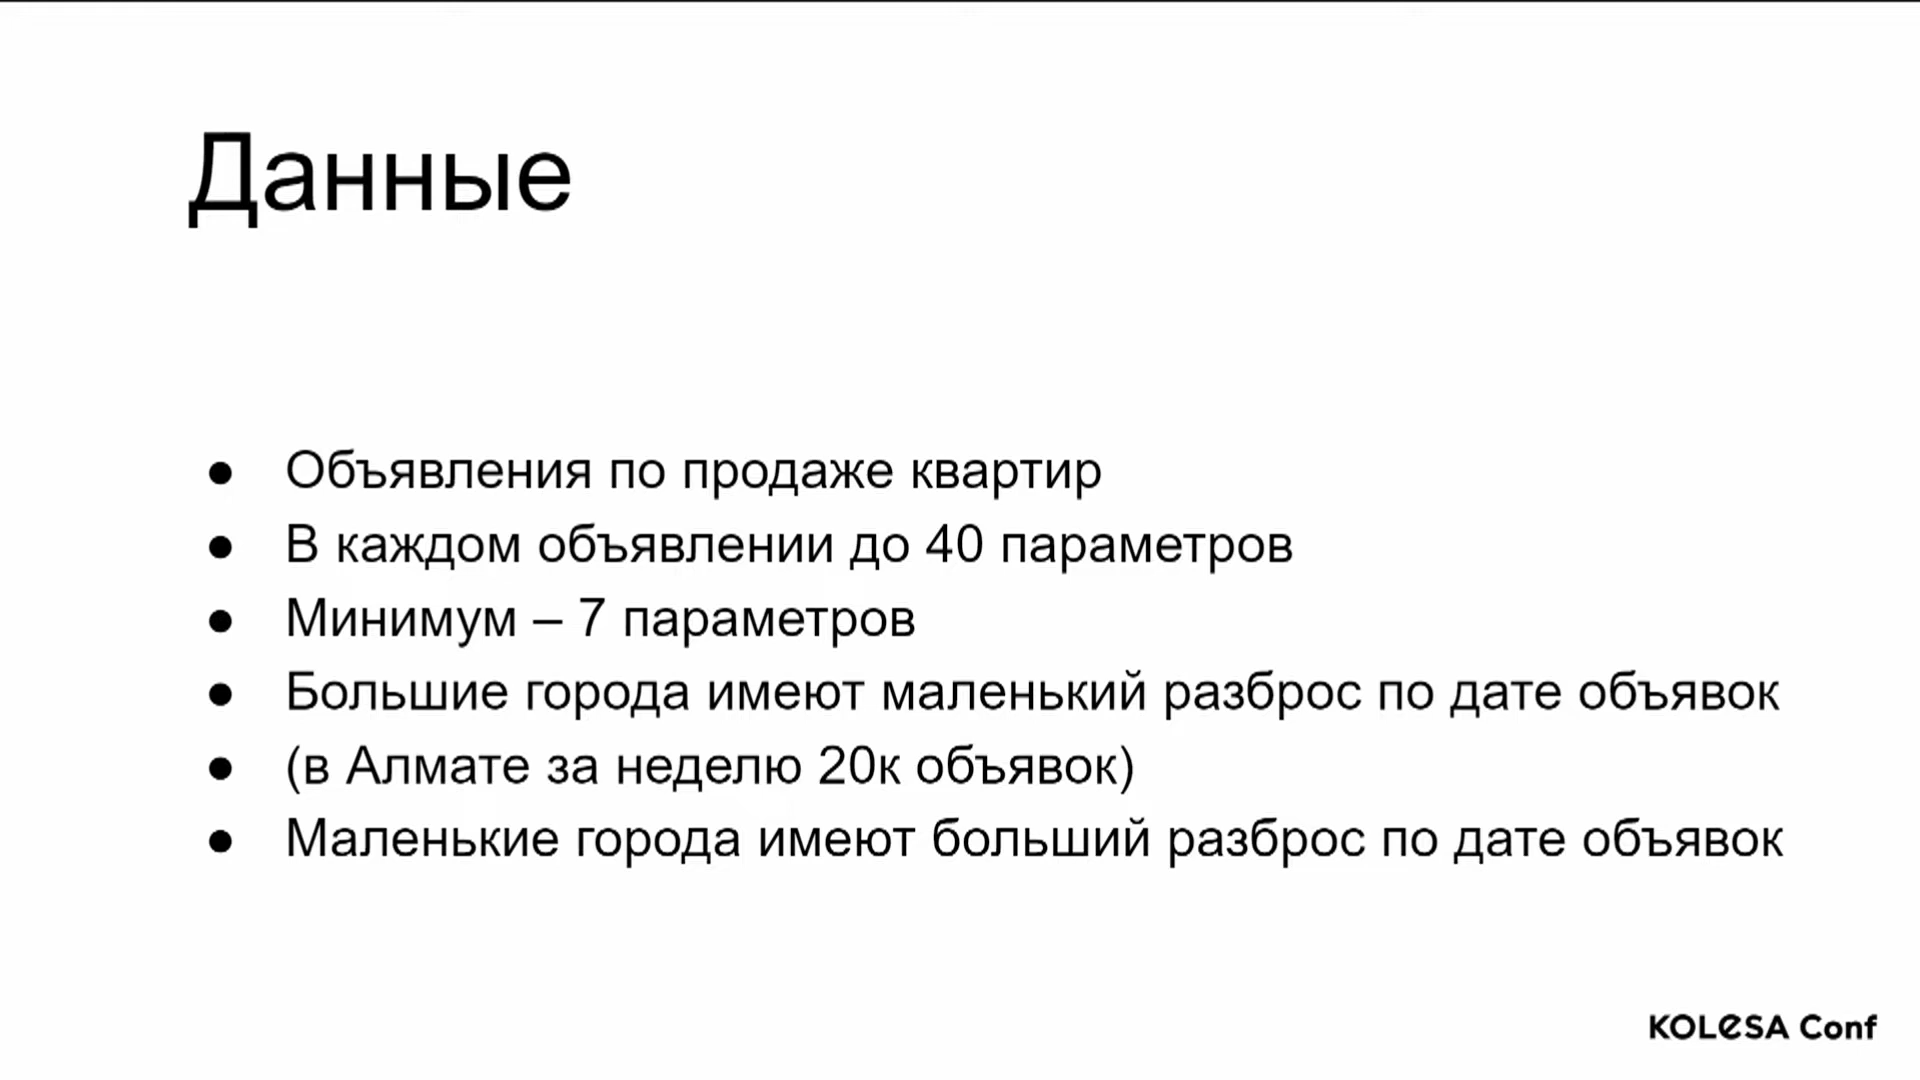 Данные
● Объявления по продаже квартир
● В каждом объявлении до 40 параметров
● Минимум – 7 параметров
● Большие города имеют маленький разброс по дате объявок
● (в Алмате за неделю 20к объявок)
● Маленькие города имеют больший разброс по дате объявок
KOLESA Conf